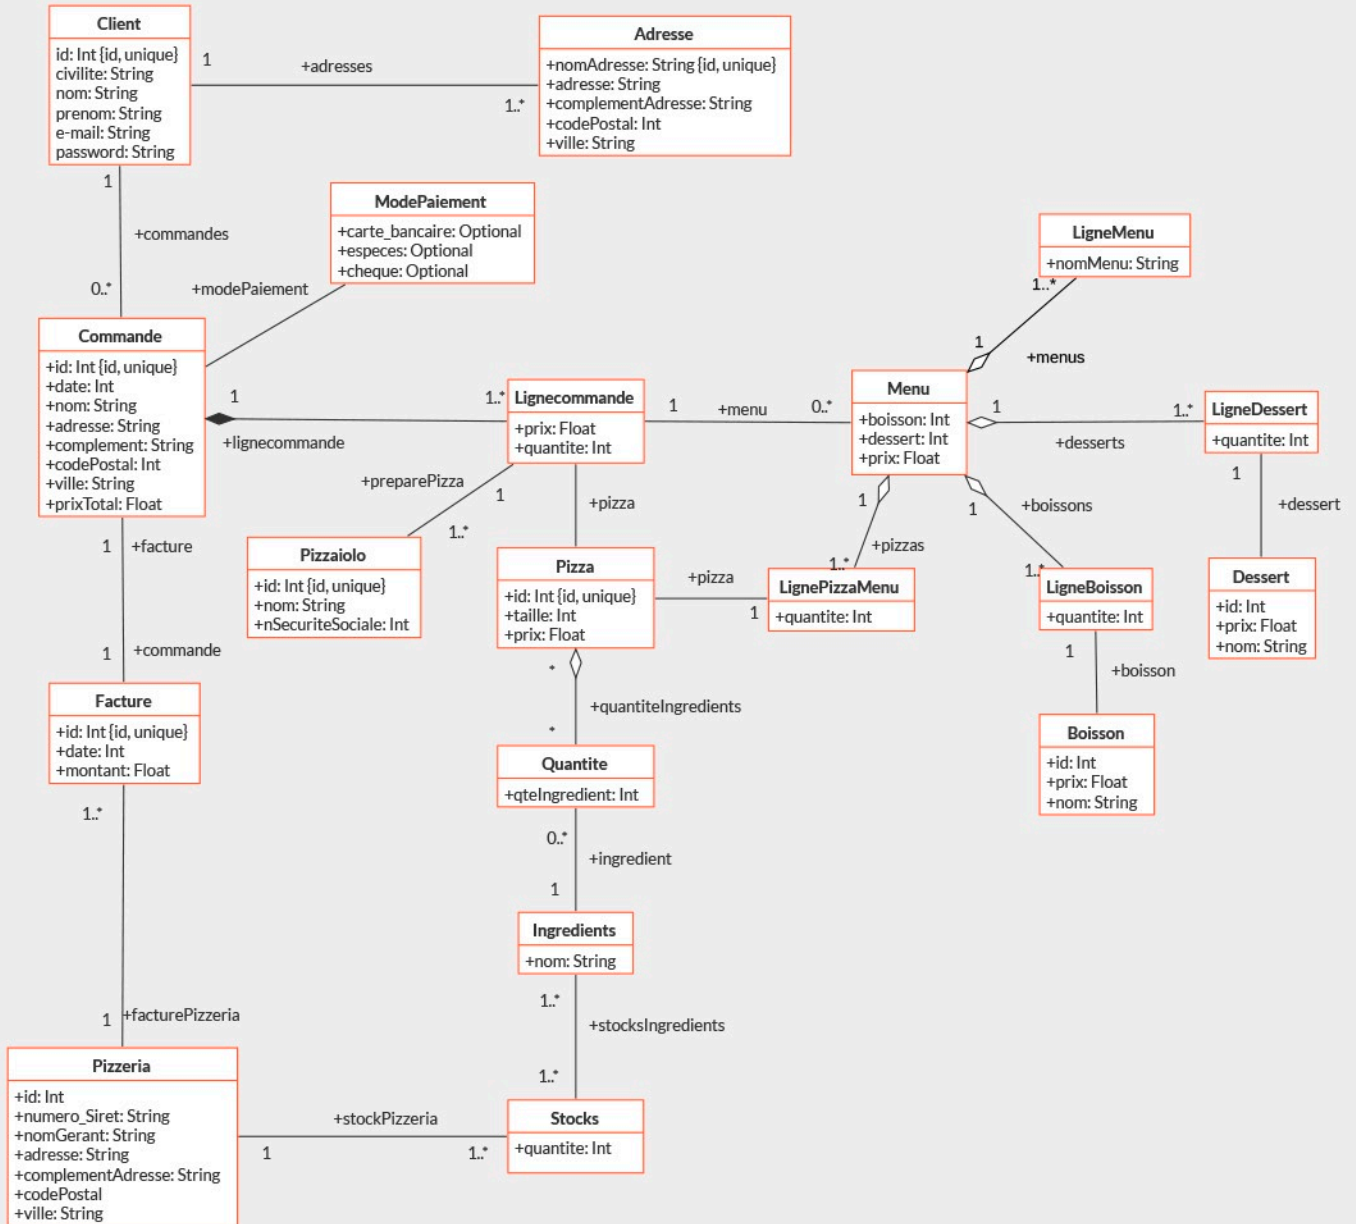 Client
id: Int {id, unique}
civilite: String
nom: String
prenom: String
e-mail: String
password: String
1
+adresses
1..*
Adresse
+nomAdresse: String {id, unique}
+adresse: String
+complementAdresse: String
+codePostal: Int
+ville: String
1
+commandes
0..*
ModePaiement
+carte_bancaire: Optional
+especes: Optional
+cheque: Optional
+modePaiement
LigneMenu
+nomMenu: String
1..*
1
+menus
Commande
+id: Int {id, unique}
+date: Int
+nom: String
+adresse: String
+complement: String
+codePostal: Int
+ville: String
+prixTotal: Float
1
1..*
+lignecommande
Lignecommande
+prix: Float
+quantite: Int
1
+menu
0..*
Menu
+boisson: Int
+dessert: Int
+prix: Float
1
1..*
+desserts
LigneDessert
+quantite: Int
1
+dessert
Dessert
+id: Int
+prix: Float
+nom: String
+preparePizza
1
1..*
+pizza
Pizzaiolo
+id: Int {id, unique}
+nom: String
+nSecuriteSociale: Int
Pizza
+id: Int {id, unique}
+taille: Int
+prix: Float
+pizza
1
1
+pizzas
1..*
LignePizzaMenu
+quantite: Int
1
+boissons
1..*
LigneBoisson
+quantite: Int
1
+boisson
Boisson
+id: Int
+prix: Float
+nom: String
1
+facture
1
+commande
Facture
+id: Int {id, unique}
+date: Int
+montant: Float
*
+quantiteIngredients
*
Quantite
+qteIngredient: Int
0..*
+ingredient
1
Ingredients
+nom: String
1..*
+stocksIngredients
1..*
1..*
1
+facturePizzeria
Pizzeria
+id: Int
+numero_Siret: String
+nomGerant: String
+adresse: String
+complementAdresse: String
+codePostal
+ville: String
+stockPizzeria
1
1..*
Stocks
+quantite: Int